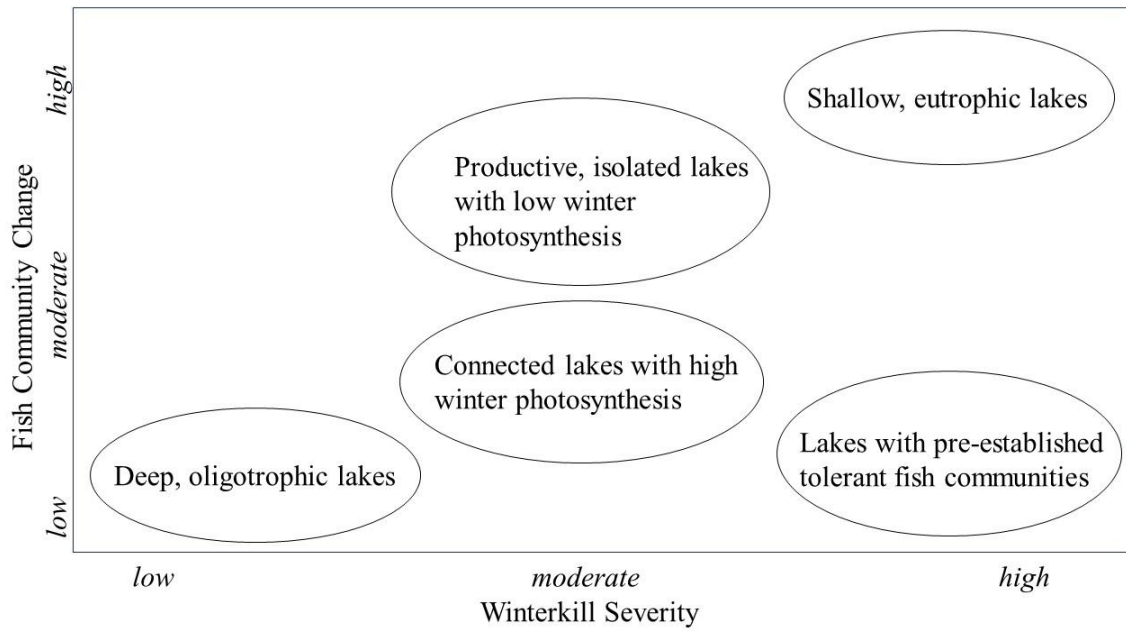 Fish Community Change
high
moderate
low
Shallow, eutrophic lakes
Productive, isolated lakes
with low winter
photosynthesis
Connected lakes with high
winter photosynthesis
Lakes with pre-established
tolerant fish communities
Deep, oligotrophic lakes
low
moderate
high
Winterkill Severity